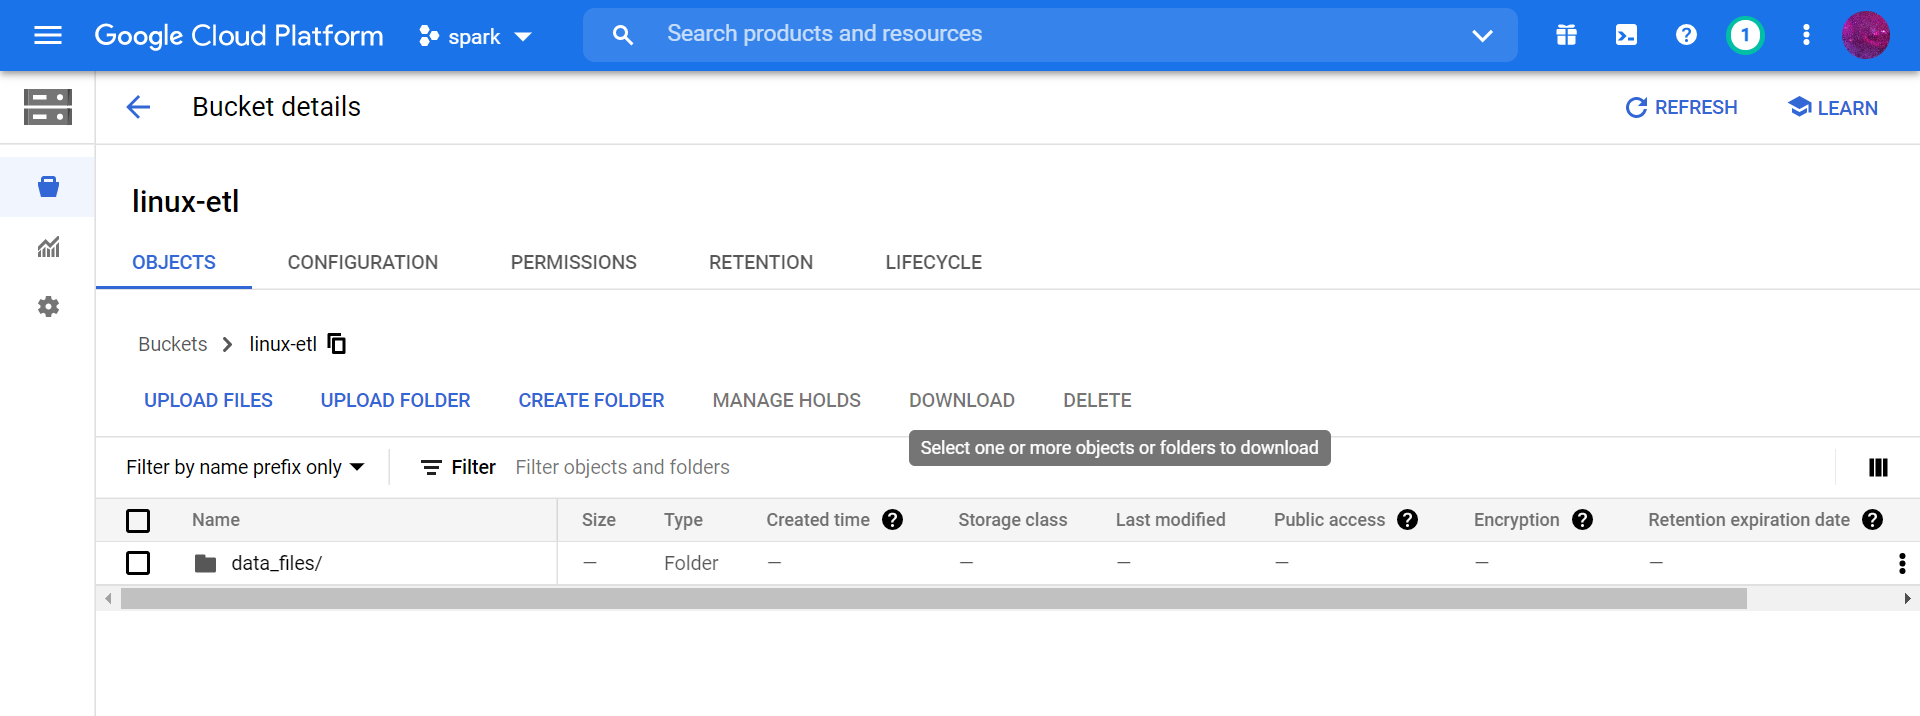 Google Cloud Platform spark Search products and resources 1
Bucket details REFRESH LEARN
linux-etl
OBJECTS CONFIGURATION PERMISSIONS RETENTION LIFECYCLE
Buckets linux-etl
UPLOAD FILES UPLOAD FOLDER CREATE FOLDER MANAGE HOLDS DOWNLOAD DELETE
Select one or more objects or folders to download
Filter by name prefix only Filter Filter objects and folders
Name Size Type Created time ? Storage class Last modified Public access ? Encryption ? Retention expiration date ?
data_files/ — Folder — — — — — —